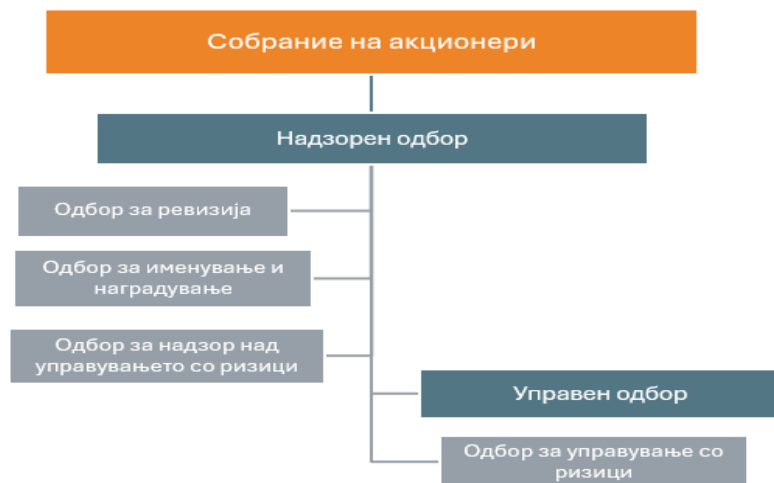 Собрание на акционери
Надзорен одбор
Одбор за ревизија
Одбор за именување и
наградување
Одбор за надзор над
управувањето со ризици
Управен одбор
Одбор за управување со
ризици